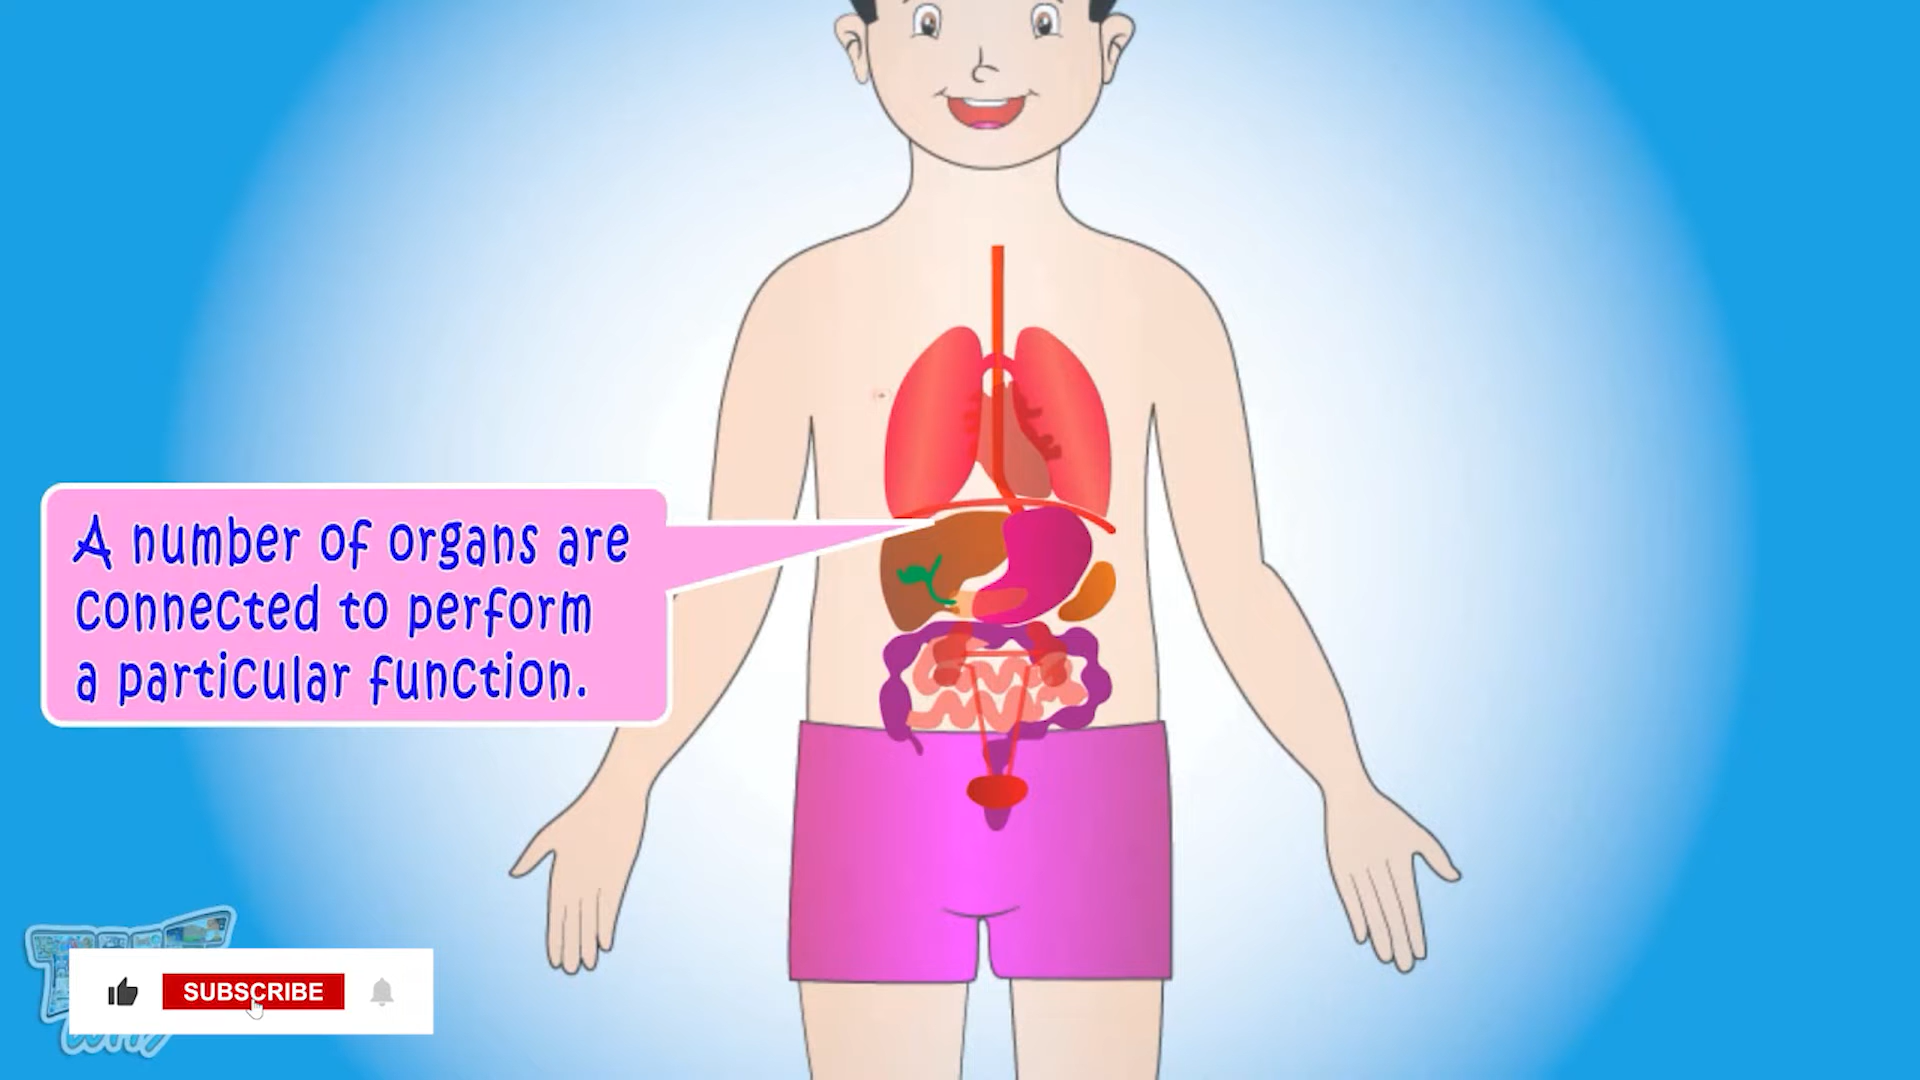 A number of organs are
connected to perform
a particular function.
SUBSCRIBE